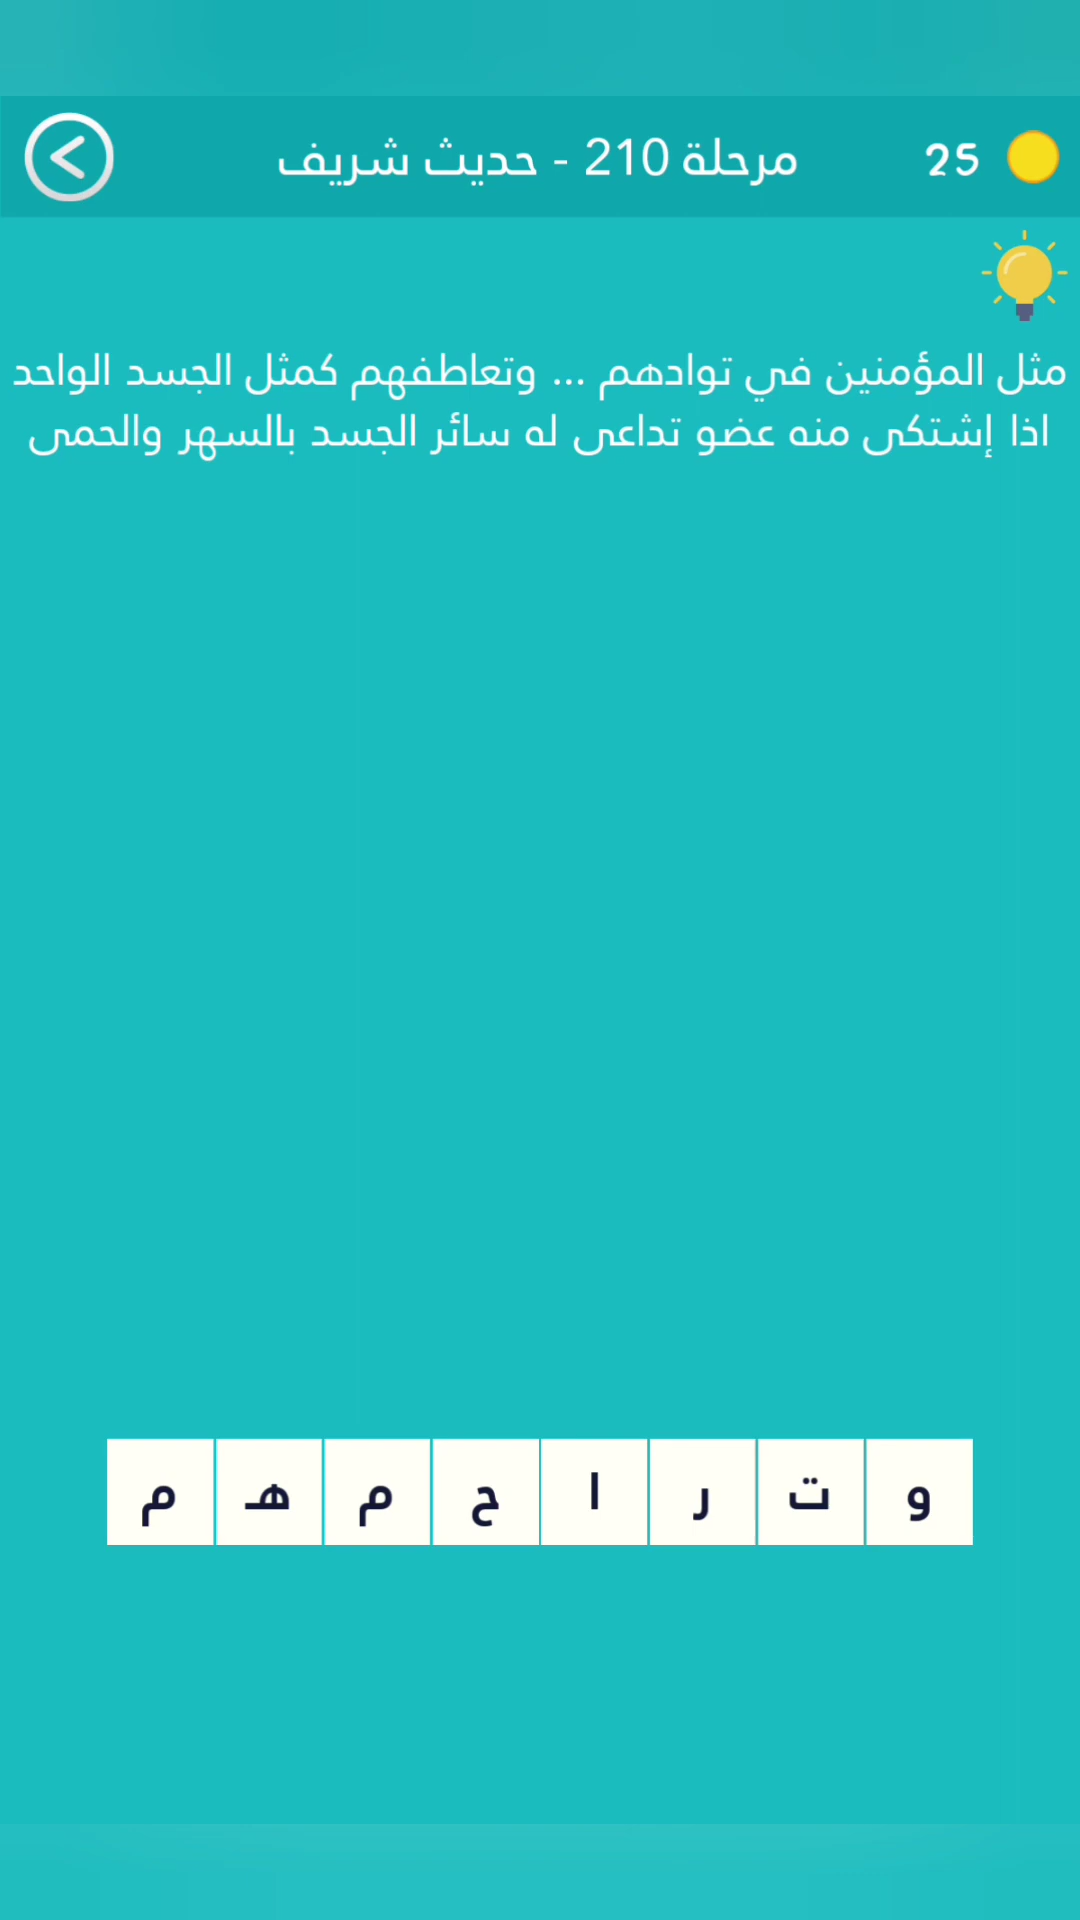 مرحلة 210 - حديث شريف
25
مثل المؤمنين في توادهم ... وتعاطفهم كمثل الجسد الواحد
اذا إشتكى منه عضو تداعى له سائر الجسد بالسهر والحمى
و ت ر ا ح م هـ م